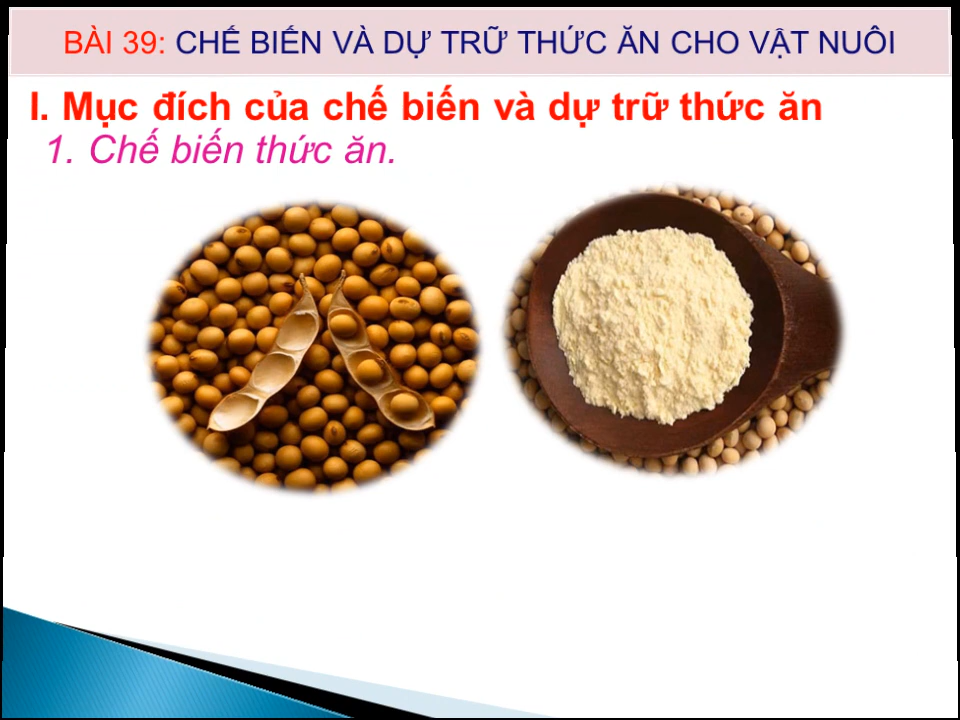 BÀI 39: CHẾ BIẾN VÀ DỰ TRỮ THỨC ĂN CHO VẬT NUÔI
I. Mục đích của chế biến và dự trữ thức ăn
1. Chế biến thức ăn.